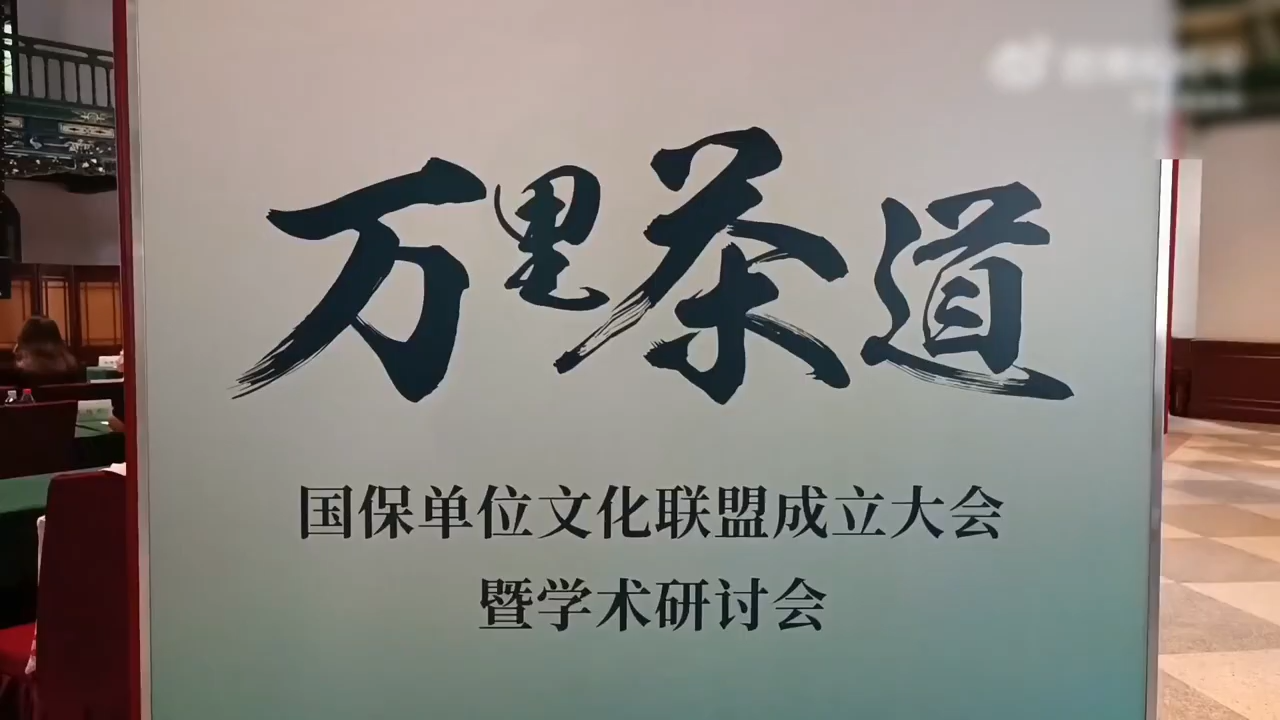 万里茶道
国保单位文化联盟成立大会
暨学术研讨会